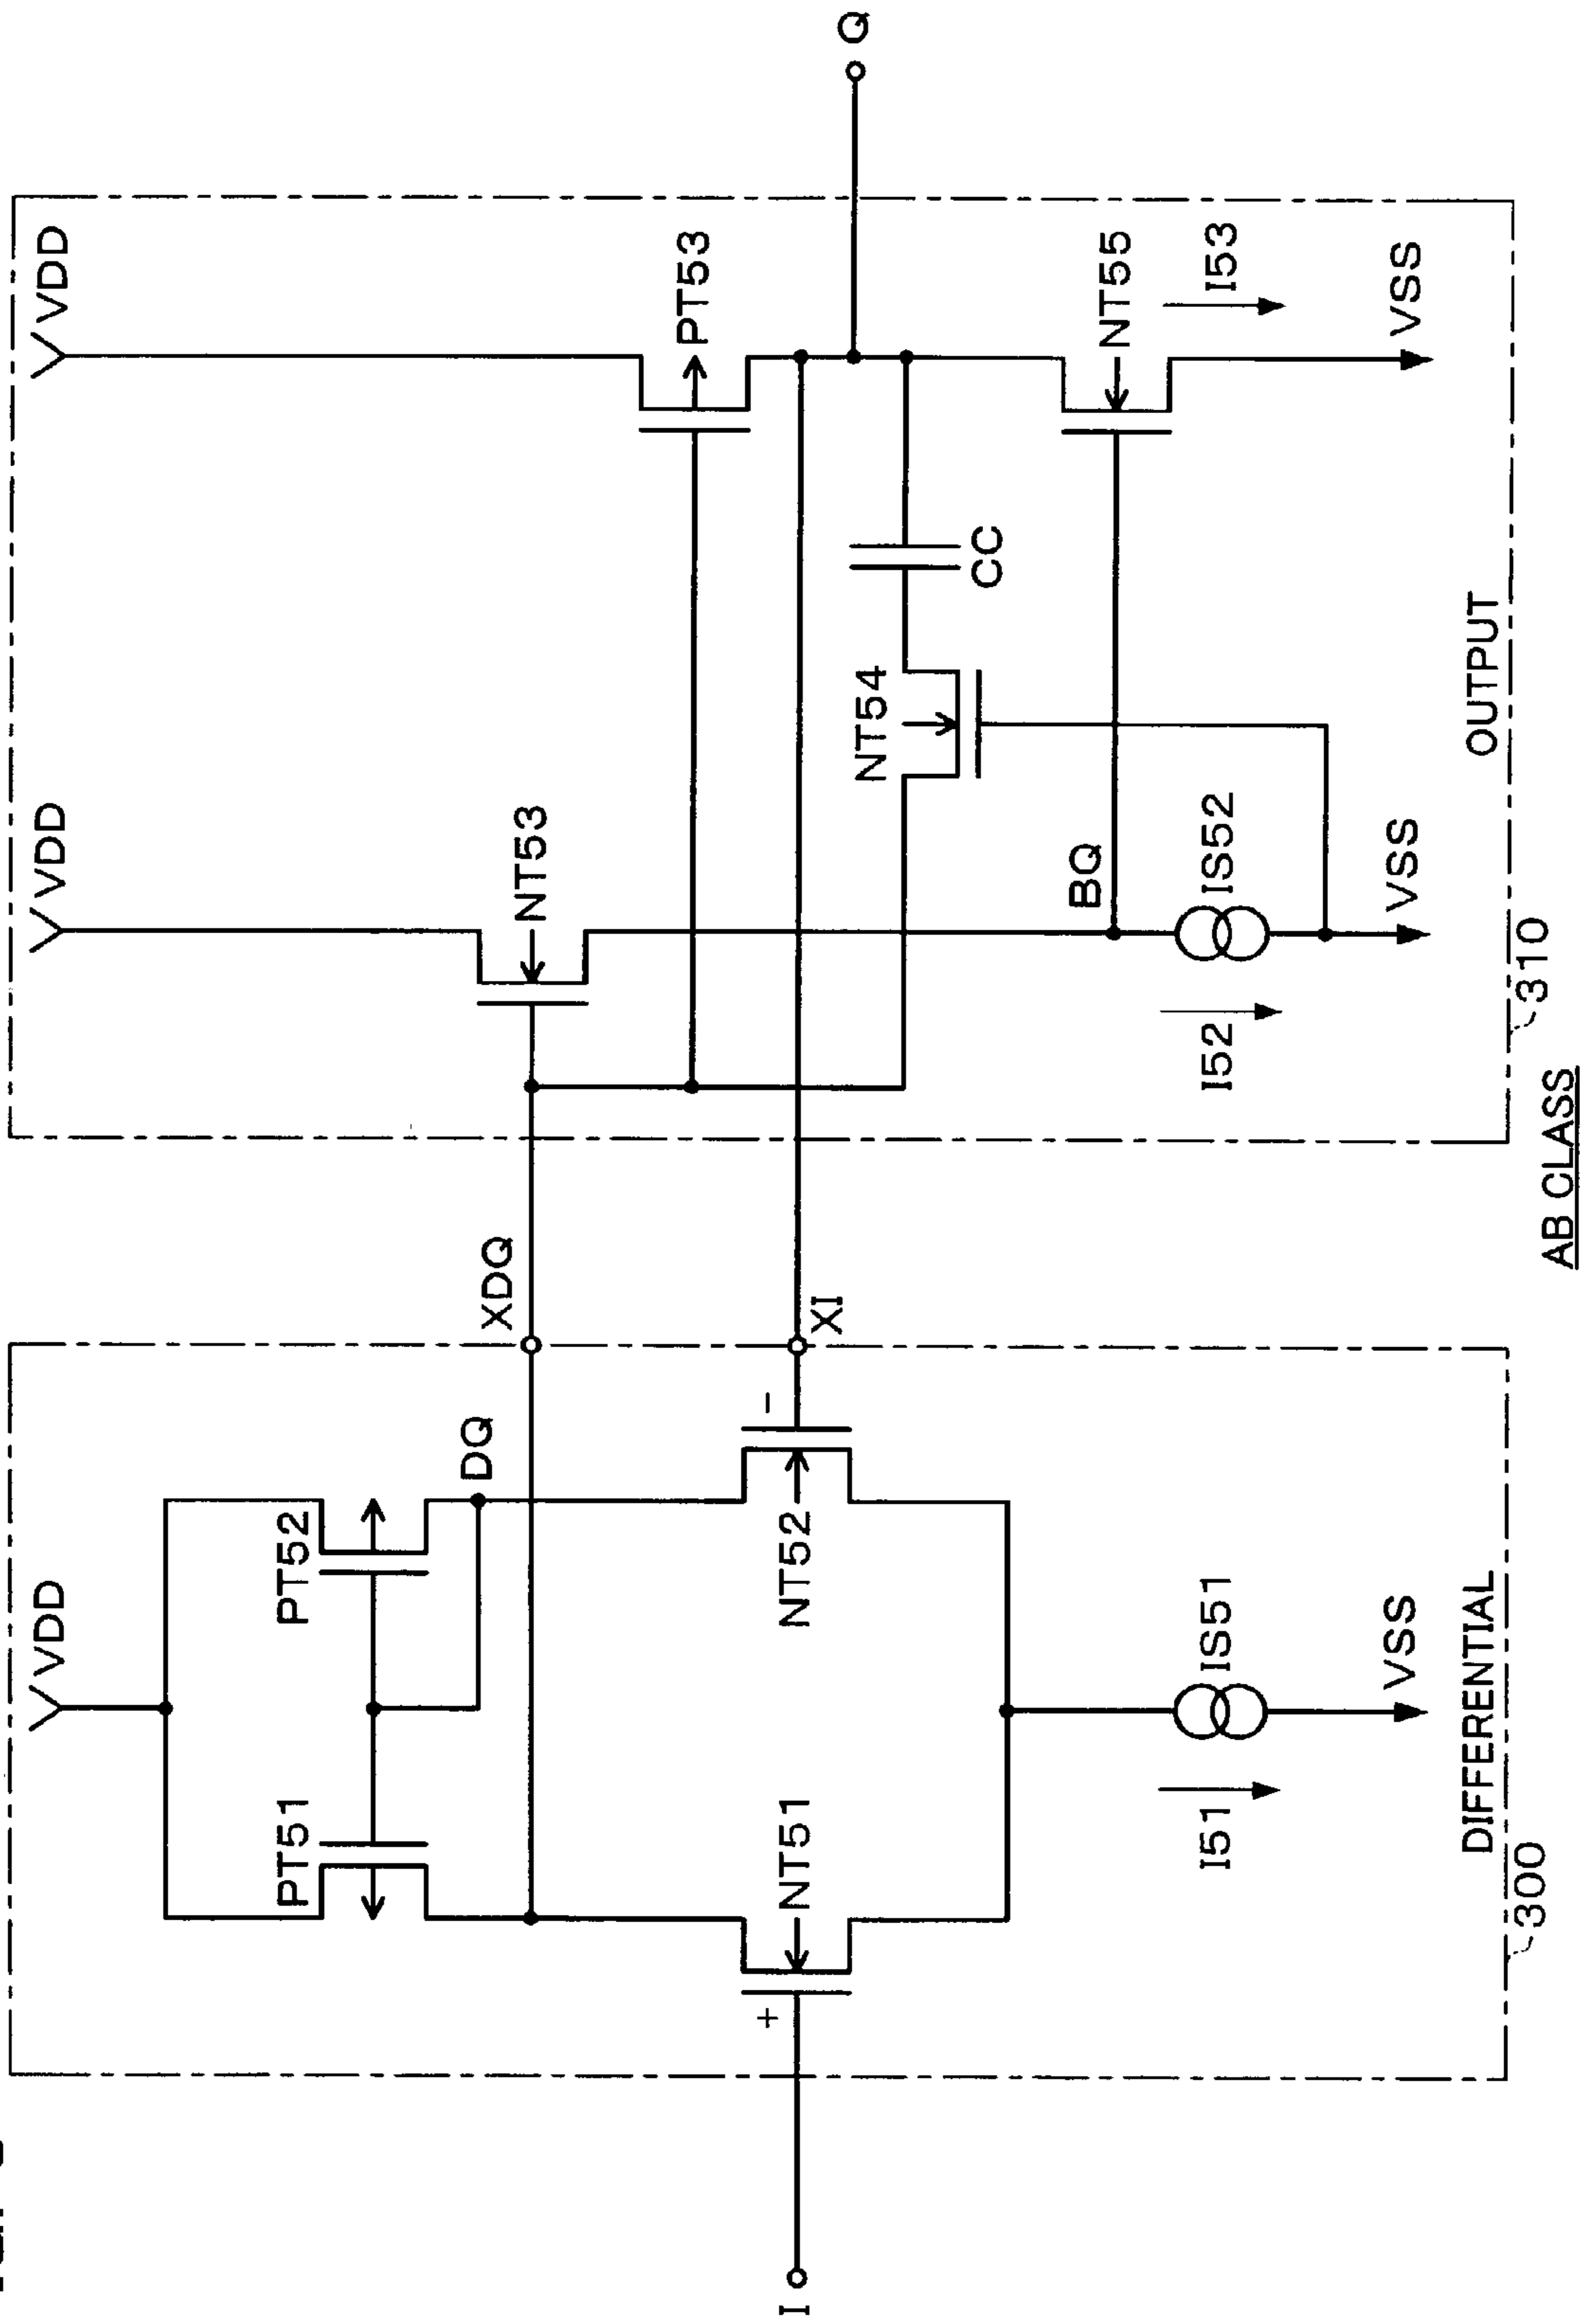 VDD
VDD
VDD
PT51
PT52
DQ
XDQ
NT53
PT53
I
+
NT51
NT52
-
XI
NT54
CC
Q
BQ
NT55
I51
IS51
I52
IS52
I53
VSS
VSS
VSS
DIFFERENTIAL
OUTPUT
300
310
AB CLASS